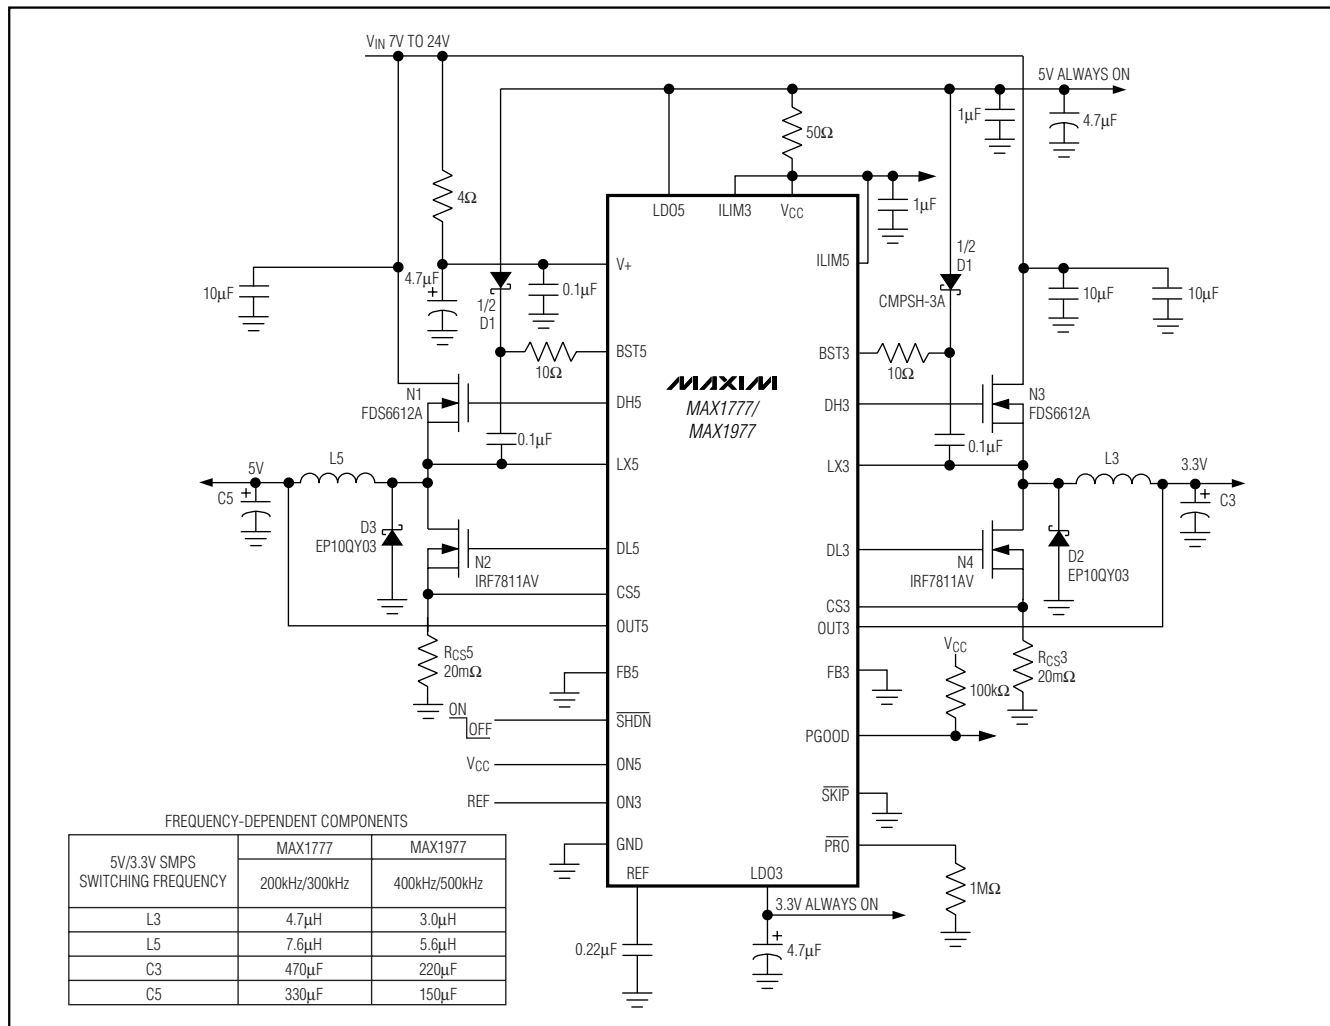 VIN 7V TO 24V
5V ALWAYS ON
1µF
4.7µF
50Ω
4Ω
LDO5
ILIM3
VCC
1µF
V+
ILIM5
1/2
D1
CMPSH-3A
10µF
4.7µF
+
1/2
D1
0.1µF
10µF
10µF
BST5
10Ω
BST3
10Ω
MAXIM
MAX1777/
MAX1977
N1
FDS6612A
DH5
DH3
N3
FDS6612A
0.1µF
0.1µF
LX5
LX3
5V
L5
L3
3.3V
C5
+
+
C3
D3
EP10QY03
DL5
DL3
N2
IRF7811AV
N4
IRF7811AV
D2
EP10QY03
CS5
CS3
OUT5
OUT3
RCS5
20mΩ
VCC
RCS3
20mΩ
FB5
FB3
100kΩ
ON
OFF
SHDN
PGOOD
VCC
ON5
REF
ON3
SKIP
GND
PRO
REF
LDO3
1MΩ
3.3V ALWAYS ON
0.22µF
+
4.7µF
FREQUENCY-DEPENDENT COMPONENTS
5V/3.3V SMPS
SWITCHING FREQUENCY
MAX1777
MAX1977
200kHz/300kHz
400kHz/500kHz
L3 4.7µH 3.0µH
L5 7.6µH 5.6µH
C3 470µF 220µF
C5 330µF 150µF